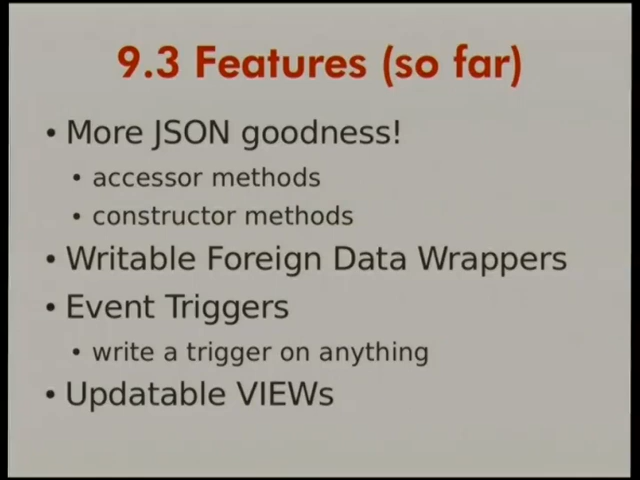 9.3 Features (so far)
• More JSON goodness!
• accessor methods
• constructor methods
• Writable Foreign Data Wrappers
• Event Triggers
• write a trigger on anything
• Updatable VIEWs